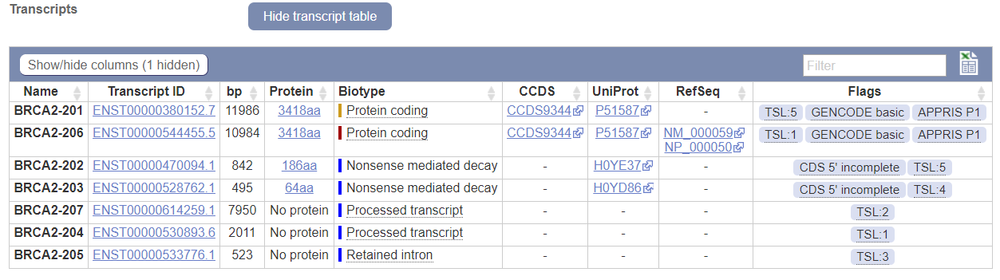 Transcripts
Hide transcript table
Show/hide columns (1 hidden) Filter
Name Transcript ID bp Protein Biotype CCDS UniProt RefSeq Flags
BRCA2-201 ENST00000380152.7 11986 3418aa Protein coding CCDS9344 P51587 - TSL:5 GENCODE basic APPRIS P1
BRCA2-206 ENST00000544455.5 10984 3418aa Protein coding CCDS9344 P51587 NM_000059 TSL:1 GENCODE basic APPRIS P1
NP_000050
BRCA2-202 ENST00000470094.1 842 186aa Nonsense mediated decay - H0YE37 - CDS 5' incomplete TSL:5
BRCA2-203 ENST00000528762.1 495 64aa Nonsense mediated decay - H0YD86 - CDS 5' incomplete TSL:4
BRCA2-207 ENST00000614259.1 7950 No protein Processed transcript - - - TSL:2
BRCA2-204 ENST00000530893.6 2011 No protein Processed transcript - - - TSL:1
BRCA2-205 ENST00000533776.1 523 No protein Retained intron - - - TSL:3